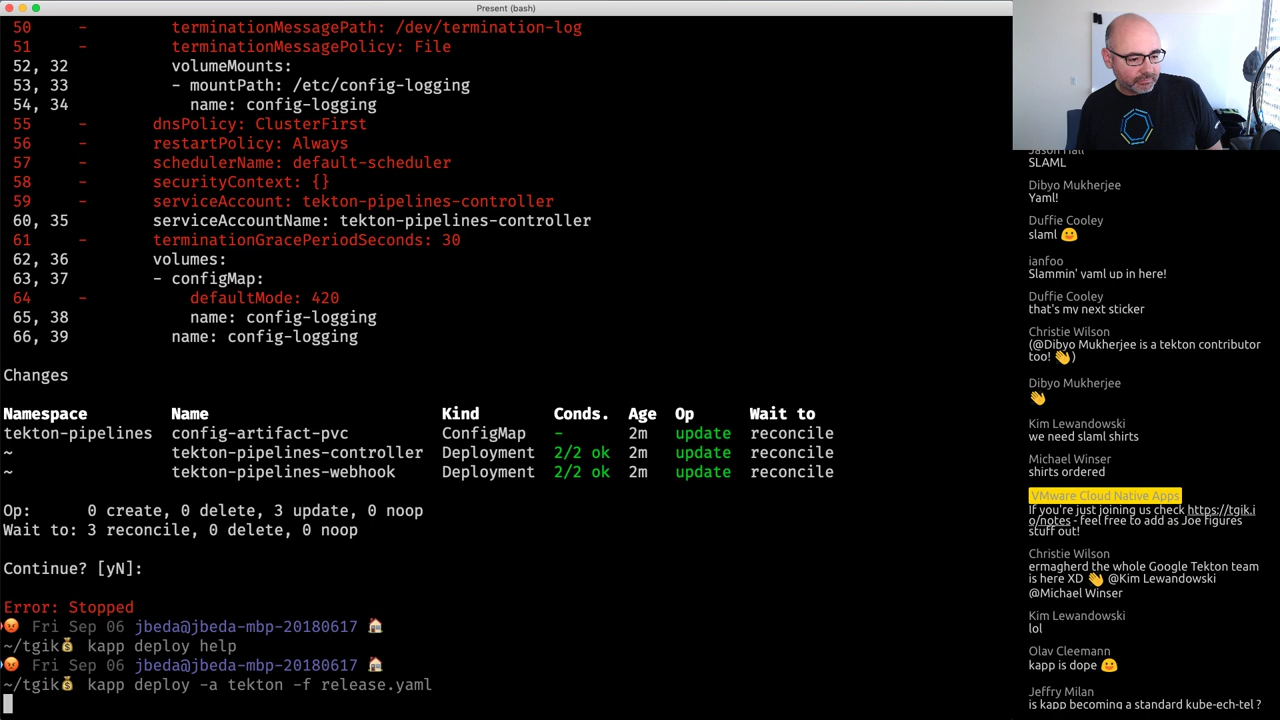 Present (bash)
50 - terminationMessagePath: /dev/termination-log
51 - terminationMessagePolicy: File
52, 32 volumeMounts:
53, 33 - mountPath: /etc/config-logging
54, 34 name: config-logging
55 - dnsPolicy: ClusterFirst
56 - restartPolicy: Always
57 - schedulerName: default-scheduler
58 - securityContext: {}
59 - serviceAccount: tekton-pipelines-controller
60, 35 serviceAccountName: tekton-pipelines-controller
61 - terminationGracePeriodSeconds: 30
62, 36 volumes:
63, 37 - configMap:
64 - defaultMode: 420
65, 38 name: config-logging
66, 39 name: config-logging
Changes
Namespace Name Kind Conds. Age Op Wait to
tekton-pipelines config-artifact-pvc ConfigMap - 2m update reconcile
~ tekton-pipelines-controller Deployment 2/2 ok 2m update reconcile
~ tekton-pipelines-webhook Deployment 2/2 ok 2m update reconcile
Op: 0 create, 0 delete, 3 update, 0 noop
Wait to: 3 reconcile, 0 delete, 0 noop
Continue? [yN]:
Error: Stopped
😡 Fri Sep 06 jbeda@jbeda-mbp-20180617 🏠
~/tgik💰 kapp deploy help
😡 Fri Sep 06 jbeda@jbeda-mbp-20180617 🏠
~/tgik💰 kapp deploy -a tekton -f release.yaml
Jason Hall
SLAML
Dibyo Mukherjee
Yaml!
Duffie Cooley
slaml 😀
ianfoo
Slammin' yaml up in here!
Duffie Cooley
that's my next sticker
Christie Wilson
(@Dibyo Mukherjee is a tekton contributor
too! 👋)
Dibyo Mukherjee
👋
Kim Lewandowski
we need slaml shirts
Michael Winser
shirts ordered
VMware Cloud Native Apps
If you're just joining us check https://tgik.i
o/notes - feel free to add as Joe figures
stuff out!
Christie Wilson
ermagherd the whole Google Tekton team
is here XD 👋 @Kim Lewandowski
@Michael Winser
Kim Lewandowski
lol
Olav Cleemann
kapp is dope 😀
Jeffry Milan
is kapp becoming a standard kube-ech-tel ?